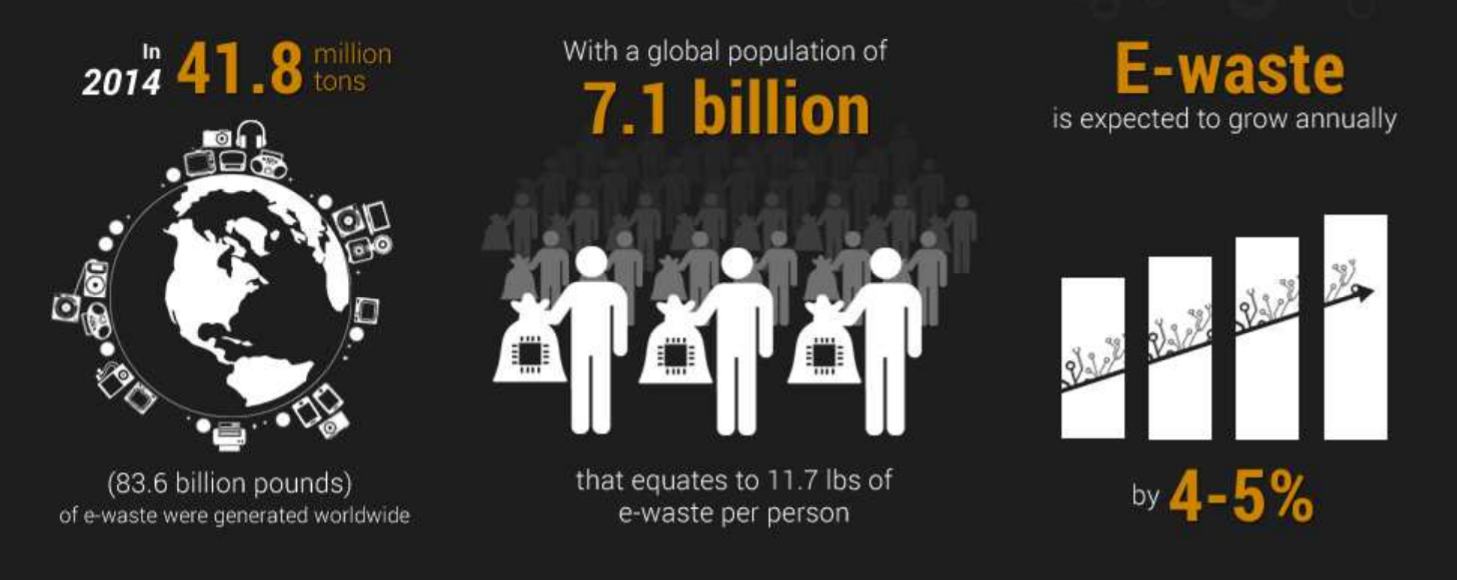 In
2014 41.8 million
tons
(83.6 billion pounds)
of e-waste were generated worldwide
With a global population of
7.1 billion
that equates to 11.7 lbs of
e-waste per person
E-waste
is expected to grow annually
by 4-5%